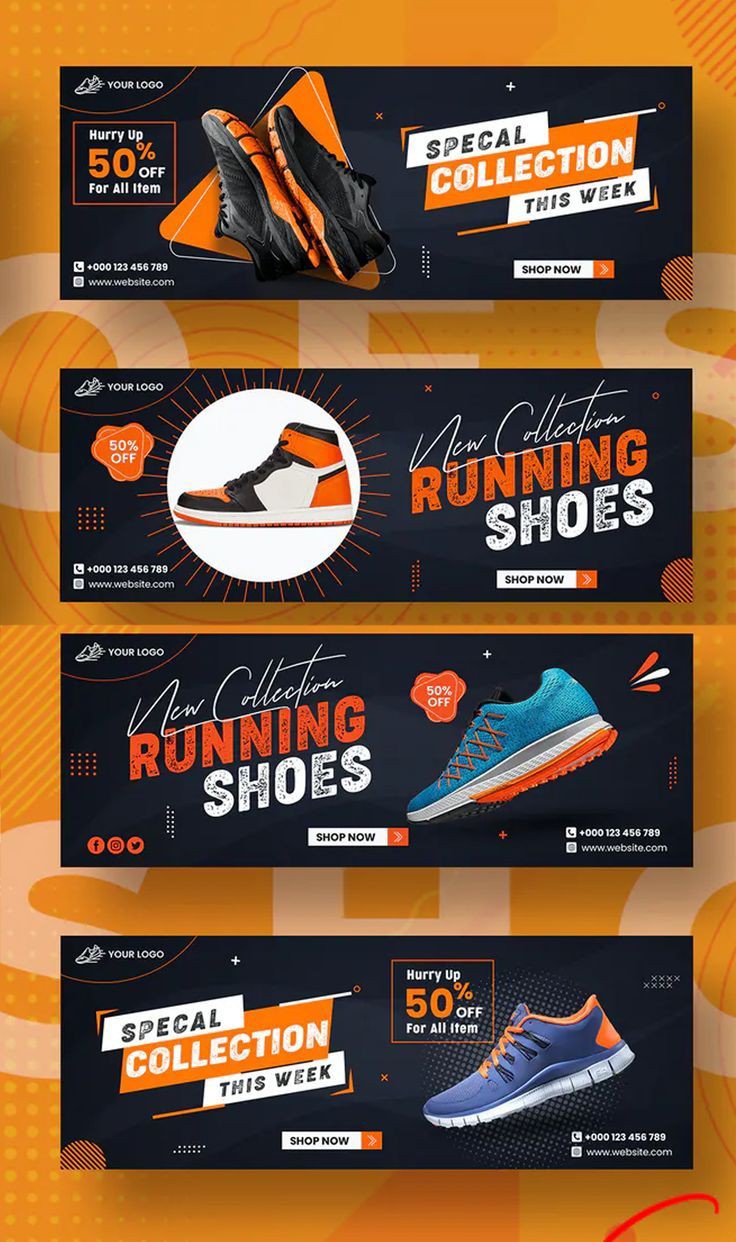 YOUR LOGO
Hurry Up
50% OFF
For All Item
SPECAL
COLLECTION
THIS WEEK
+000 123 456 789
www.website.com
SHOP NOW
YOUR LOGO
50%
OFF
New Collection
RUNNING
SHOES
+000 123 456 789
www.website.com
SHOP NOW
YOUR LOGO
New Collection
RUNNING
SHOES
50%
OFF
SHOP NOW
+000 123 456 789
www.website.com
YOUR LOGO
Hurry Up
50% OFF
For All Item
SPECAL
COLLECTION
THIS WEEK
SHOP NOW
+000 123 456 789
www.website.com